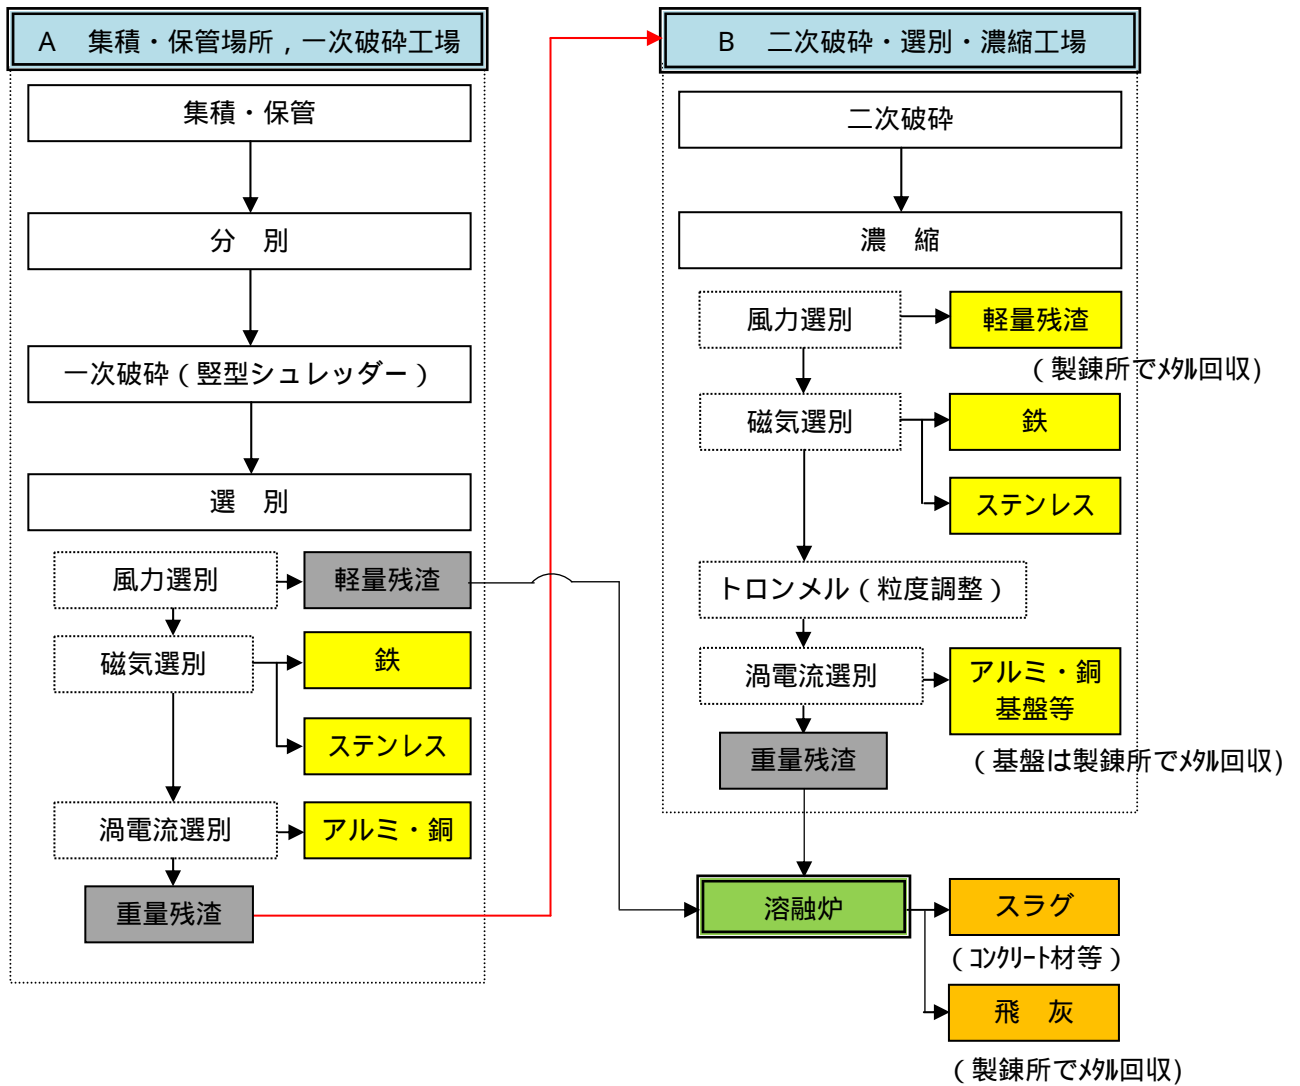 A　集積・保管場所，一次破砕工場
集積・保管
分　別
一次破砕（竪型シュレッダー）
選　別
風力選別
軽量残渣
磁気選別
鉄
ステンレス
渦電流選別
アルミ・銅
重量残渣
B　二次破砕・選別・濃縮工場
二次破砕
濃　縮
風力選別
軽量残渣
（製錬所でﾒﾀﾙ回収)
磁気選別
鉄
ステンレス
トロンメル（粒度調整）
渦電流選別
アルミ・銅
基盤等
（基盤は製錬所でﾒﾀﾙ回収)
重量残渣
溶融炉
スラグ
（ｺﾝｸﾘｰﾄ材等）
飛　灰
（製錬所でﾒﾀﾙ回収)